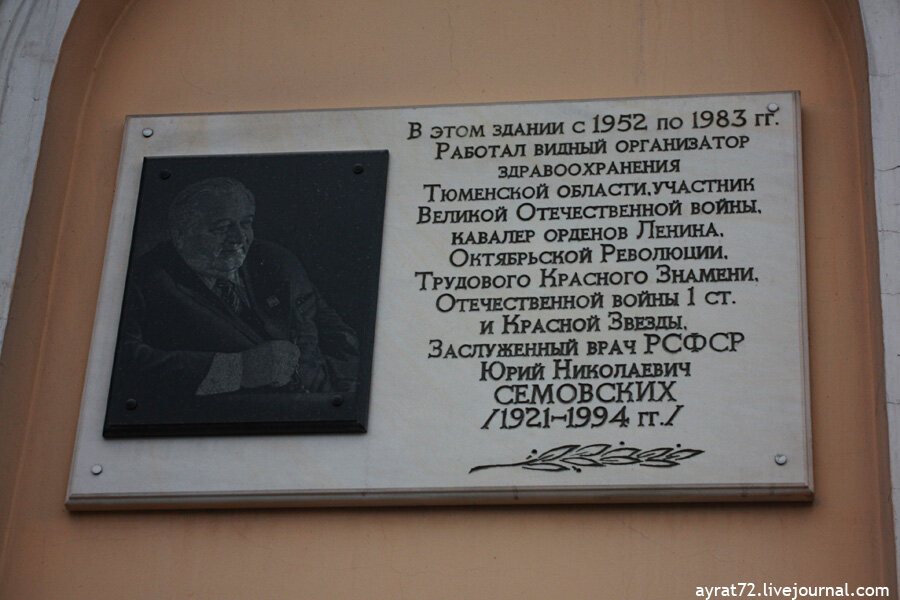 В этом здании с 1952 по 1983 гг.
Работал видный организатор
здравоохранения
Тюменской области, участник
Великой Отечественной войны,
кавалер орденов Ленина,
Октябрьской Революции,
Трудового Красного Знамени,
Отечественной войны 1 ст.
и Красной Звезды,
Заслуженный врач РСФСР
Юрий Николаевич
СЕМОВСКИХ
/1921-1994 гг./
ayrat72.livejournal.com